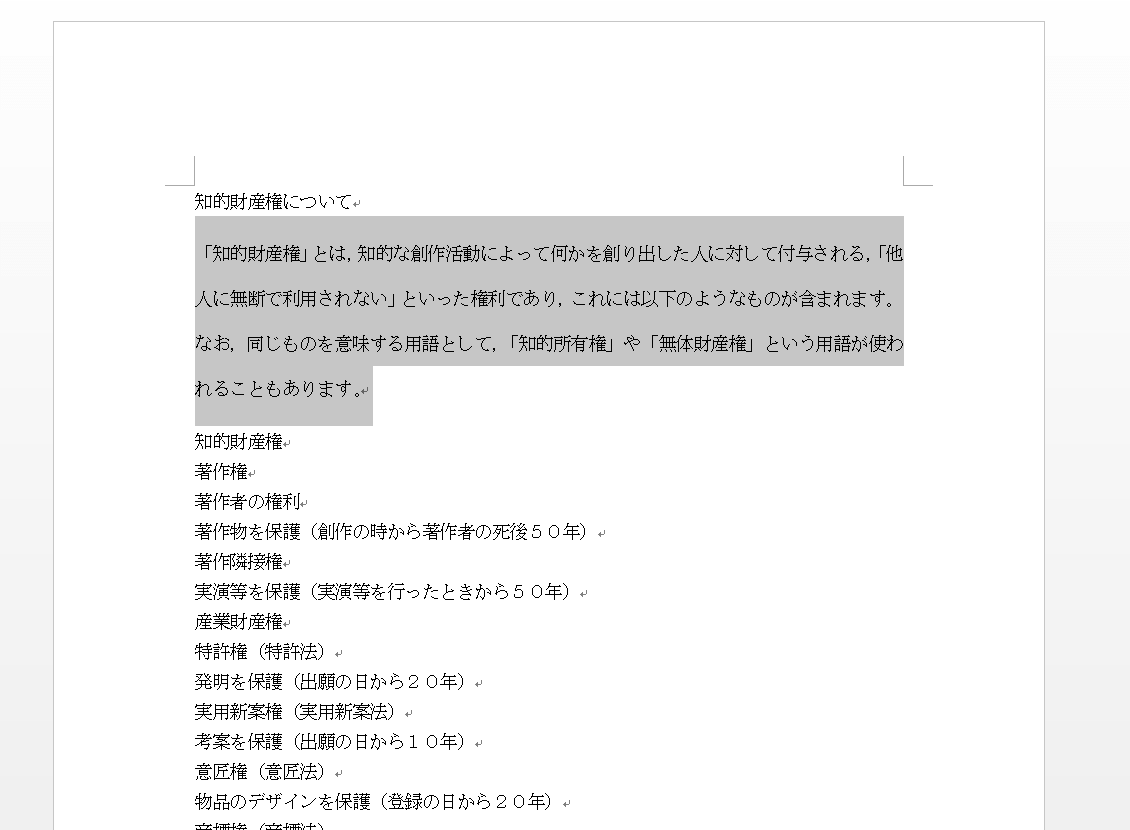 知的財産権について
「知的財産権」とは，知的な創作活動によって何かを創り出した人に対して付与される，「他
人に無断で利用されない」といった権利であり，これには以下のようなものが含まれます。
なお，同じものを意味する用語として，「知的所有権」や「無体財産権」という用語が使わ
れることもあります。
知的財産権
著作権
著作者の権利
著作物を保護（創作の時から著作者の死後５０年）
著作隣接権
実演等を保護（実演等を行ったときから５０年）
産業財産権
特許権（特許法）
発明を保護（出願の日から２０年）
実用新案権（実用新案法）
考案を保護（出願の日から１０年）
意匠権（意匠法）
物品のデザインを保護（登録の日から２０年）